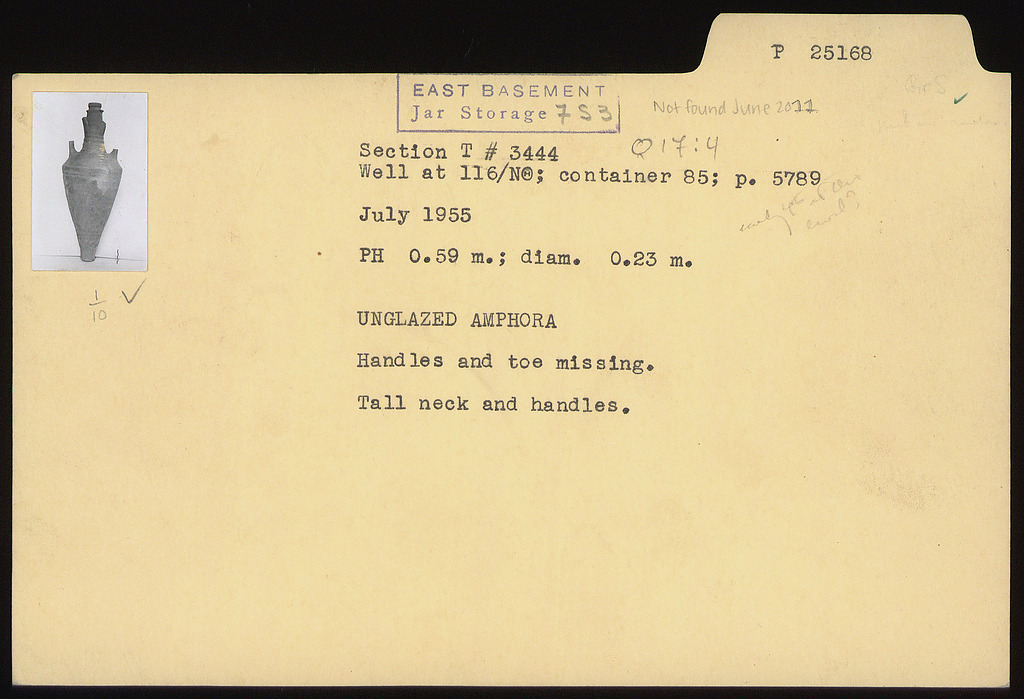 P 25168
EAST BASEMENT
Jar Storage 7 S 3
Not found June 2011
Section T # 3444
Q 17:4
Well at 116/ΝΘ; container 85; p. 5789
July 1955
PH 0.59 m.; diam. 0.23 m.
1/10 ✓
UNGLAZED AMPHORA
Handles and toe missing.
Tall neck and handles.